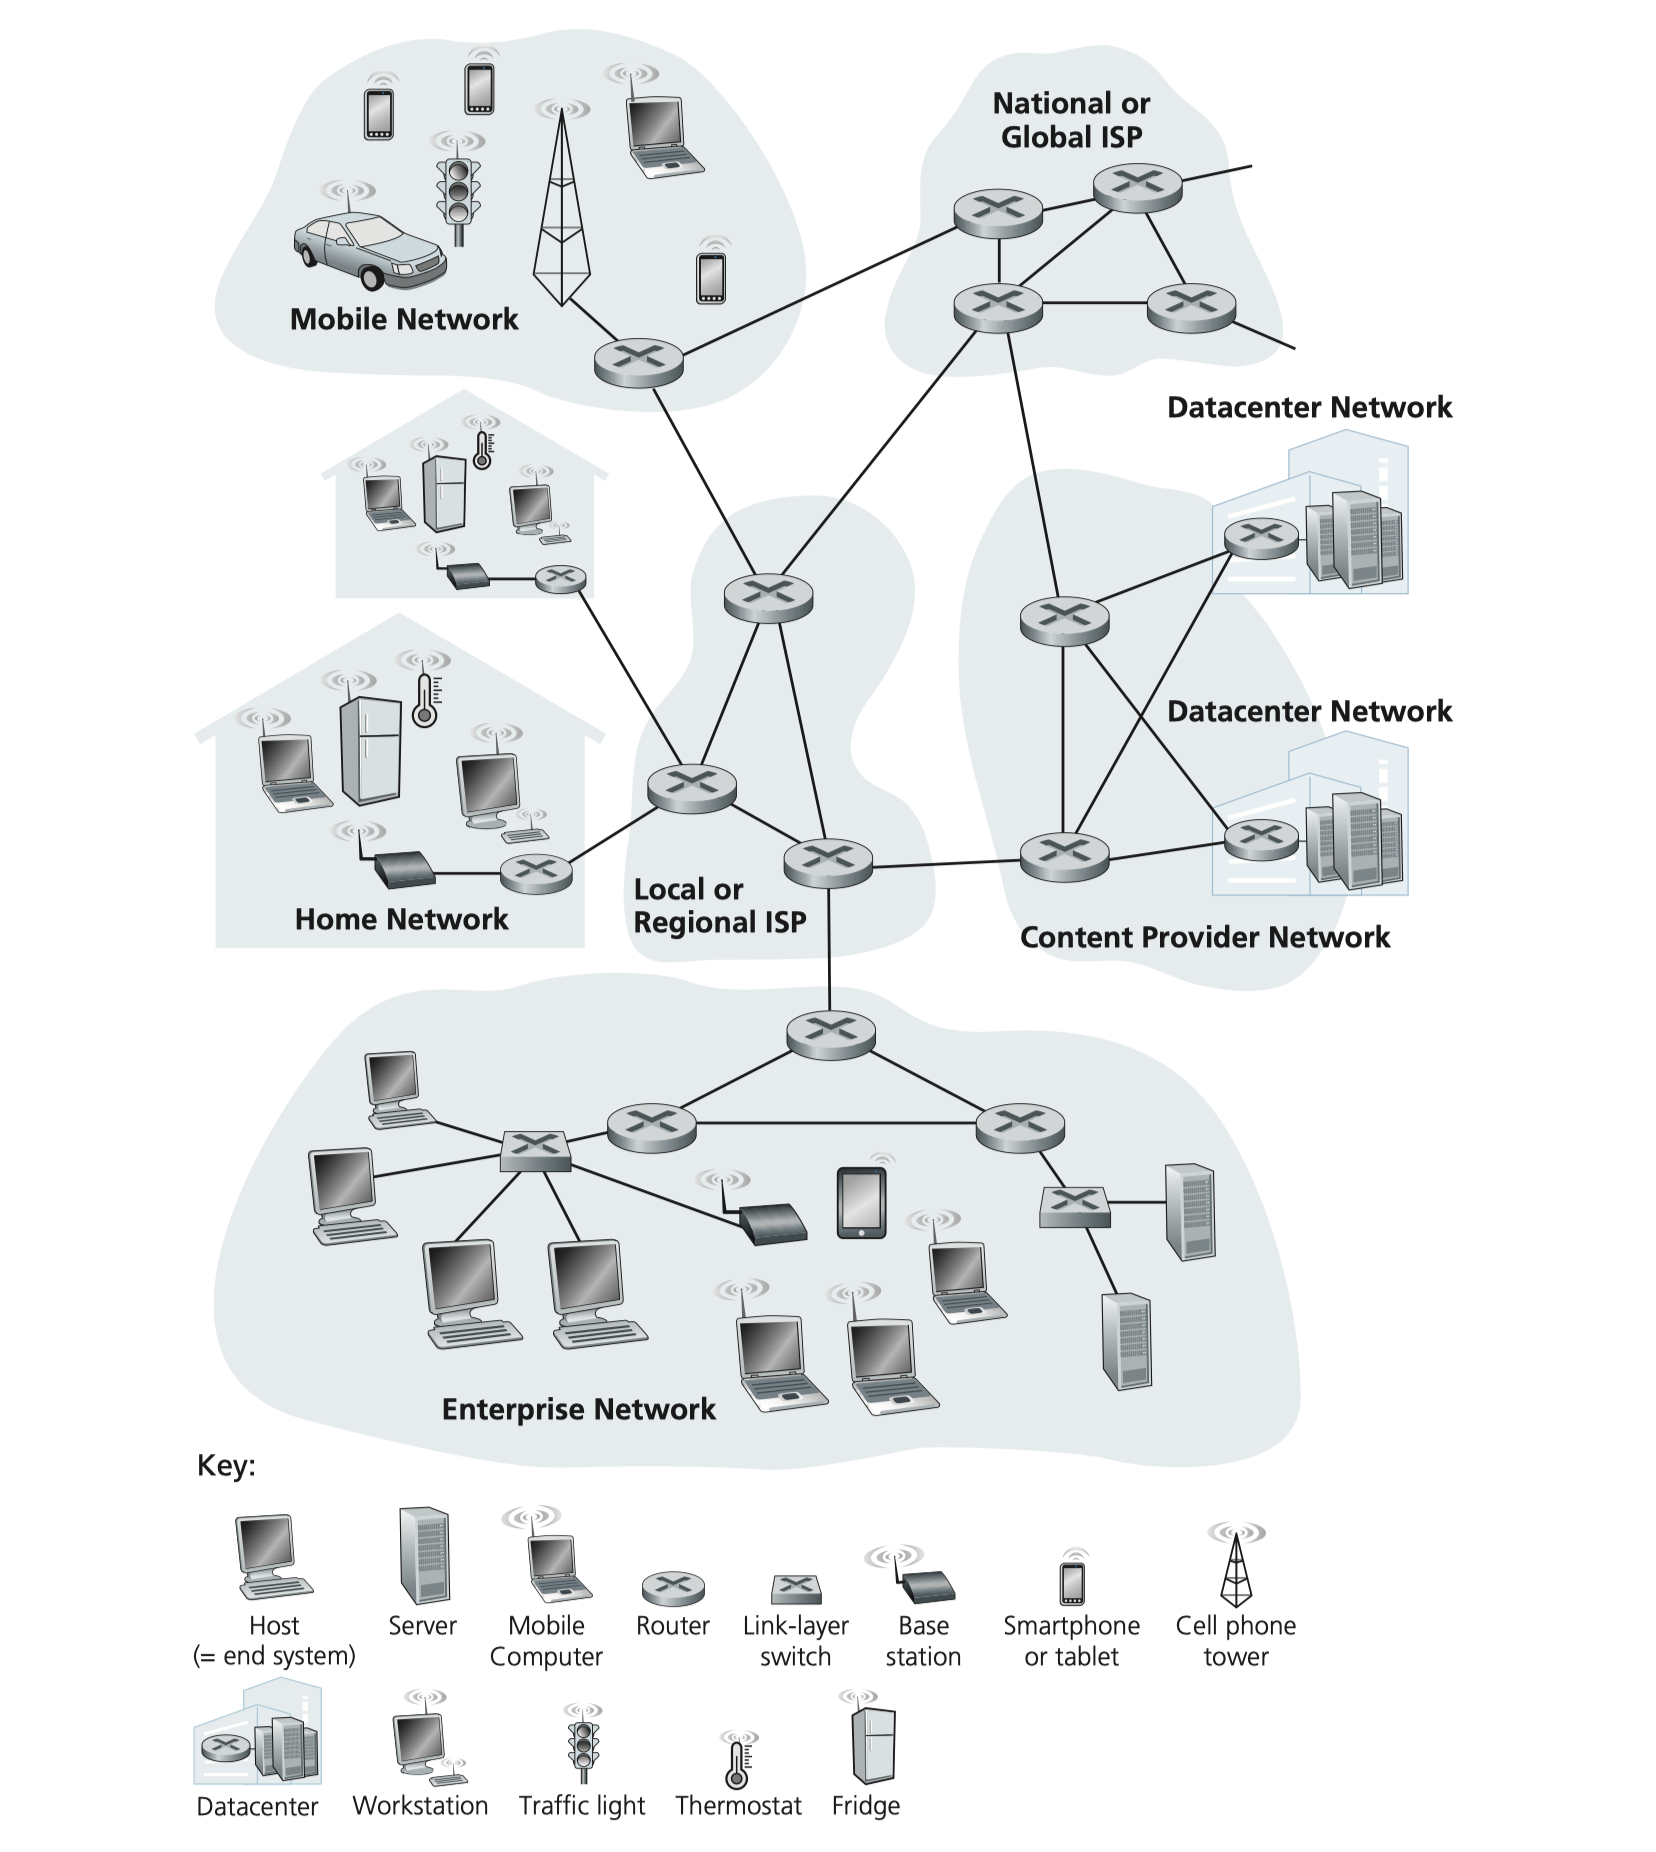 National or
Global ISP
Mobile Network
Datacenter Network
Datacenter Network
Home Network
Local or
Regional ISP
Content Provider Network
Enterprise Network
Key:
Host
(= end system)
Server
Mobile
Computer
Router
Link-layer
switch
Base
station
Smartphone
or tablet
Cell phone
tower
Datacenter
Workstation
Traffic light
Thermostat
Fridge